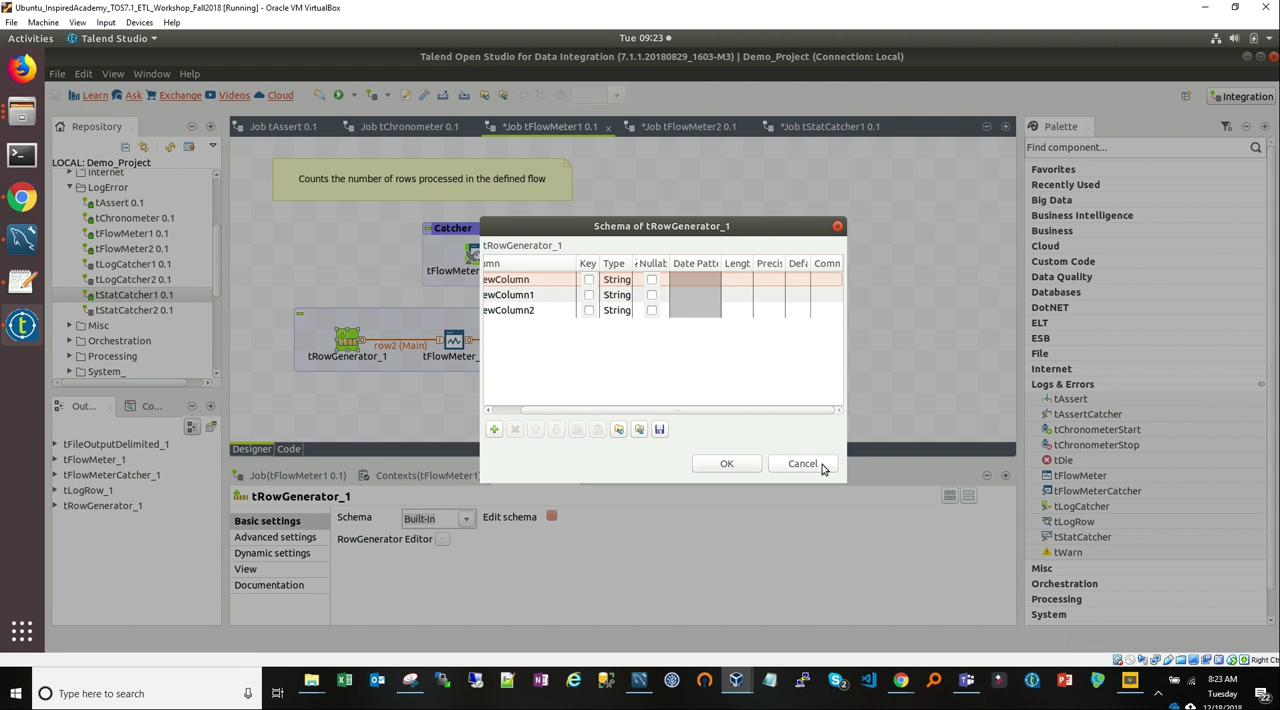 Ubuntu_InspiredAcademy_TOS7.1_ETL_Workshop_Fall2018 [Running] - Oracle VM VirtualBox
File Machine View Input Devices Help
Activities Talend Studio Tue 09:23
Talend Open Studio for Data Integration (7.1.1.20180829_1603-M3) | Demo_Project (Connection: Local)
File Edit View Window Help
Learn Ask Exchange Videos Cloud
Integration
Repository
Job tAssert 0.1 Job tChronometer 0.1 *Job tFlowMeter1 0.1 *Job tFlowMeter2 0.1 *Job tStatCatcher1 0.1
Palette
LOCAL: Demo_Project
Internet
LogError
tAssert 0.1
tChronometer 0.1
tFlowMeter1 0.1
tFlowMeter2 0.1
tLogCatcher1 0.1
tLogCatcher2 0.1
tStatCatcher1 0.1
tStatCatcher2 0.1
Misc
Orchestration
Processing
System_
Out... Co...
tFileOutputDelimited_1
tFlowMeter_1
tFlowMeterCatcher_1
tLogRow_1
tRowGenerator_1
Counts the number of rows processed in the defined flow
Catcher
tFlowMeter
tRowGenerator_1
row2 (Main)
tFlowMeter_
Schema of tRowGenerator_1
tRowGenerator_1
umn Key Type Nullab Date Patte Lengt Precis Defa Comn
ewColumn String
ewColumn1 String
ewColumn2 String
OK Cancel
Designer Code
Job(tFlowMeter1 0.1) Contexts(tFlowMeter1
tRowGenerator_1
Basic settings
Advanced settings
Dynamic settings
View
Documentation
Schema Built-In Edit schema
RowGenerator Editor ...
Find component...
Favorites
Recently Used
Big Data
Business Intelligence
Business
Cloud
Custom Code
Data Quality
Databases
DotNET
ELT
ESB
File
Internet
Logs & Errors
tAssert
tAssertCatcher
tChronometerStart
tChronometerStop
tDie
tFlowMeter
tFlowMeterCatcher
tLogCatcher
tLogRow
tStatCatcher
tWarn
Misc
Orchestration
Processing
System
Right Ct
Type here to search
8:23 AM
Tuesday
12/18/2018
22